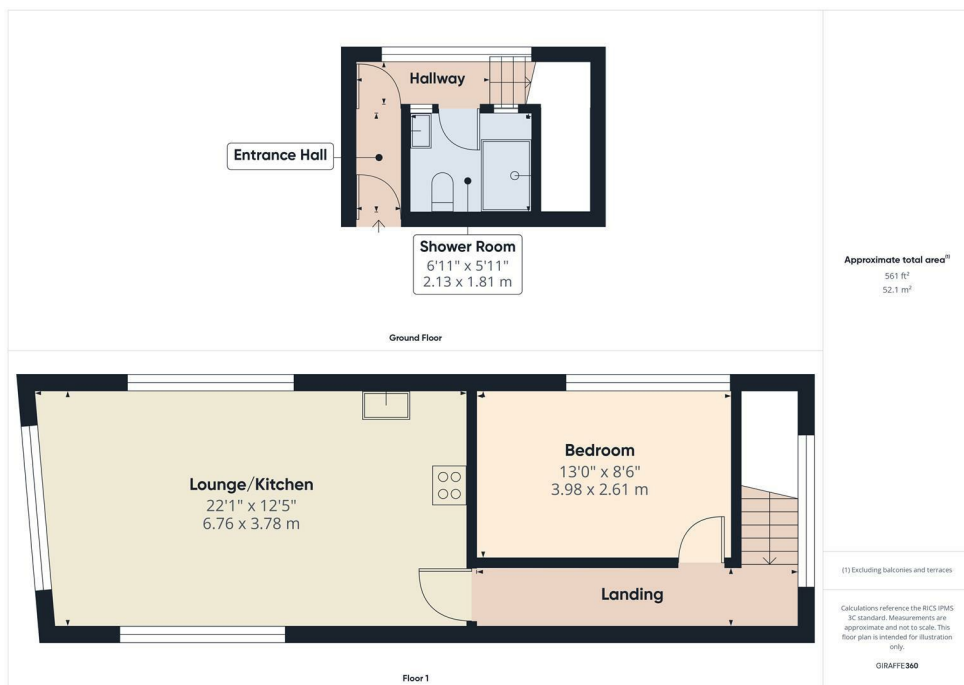 Hallway
Entrance Hall
Shower Room
6'11" x 5'11"
2.13 x 1.81 m
Ground Floor
Approximate total area⁽¹⁾
561 ft²
52.1 m²
Lounge/Kitchen
22'1" x 12'5"
6.76 x 3.78 m
Bedroom
13'0" x 8'6"
3.98 x 2.61 m
Landing
Floor 1
(1) Excluding balconies and terraces
Calculations reference the RICS IPMS
3C standard. Measurements are
approximate and not to scale. This
floor plan is intended for illustration
only.
GIRAFFE360